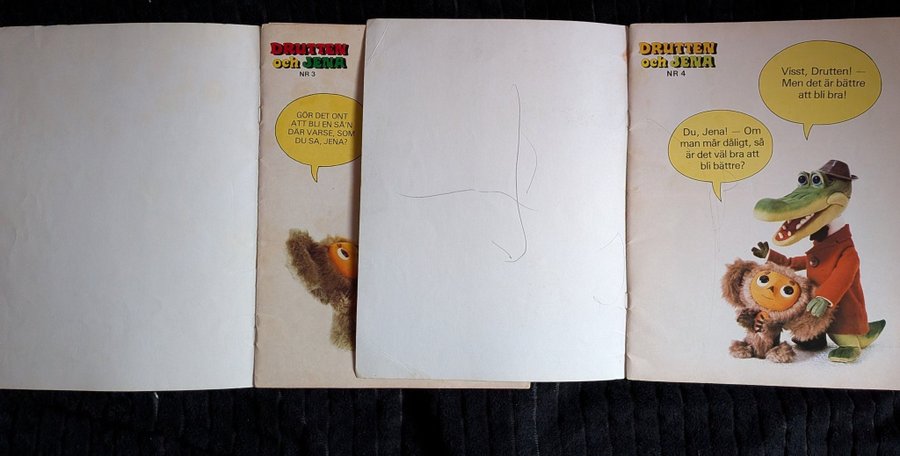 DRUTTEN
och JENA
NR 3
GÖR DET ONT
ATT BLI EN SÅ'N
DÄR VARSE, SOM
DU SA, JENA?
DRUTTEN
och JENA
NR 4
Visst, Drutten! —
Men det är bättre
att bli bra!
Du, Jena! — Om
man mår dåligt, så
är det väl bra att
bli bättre?